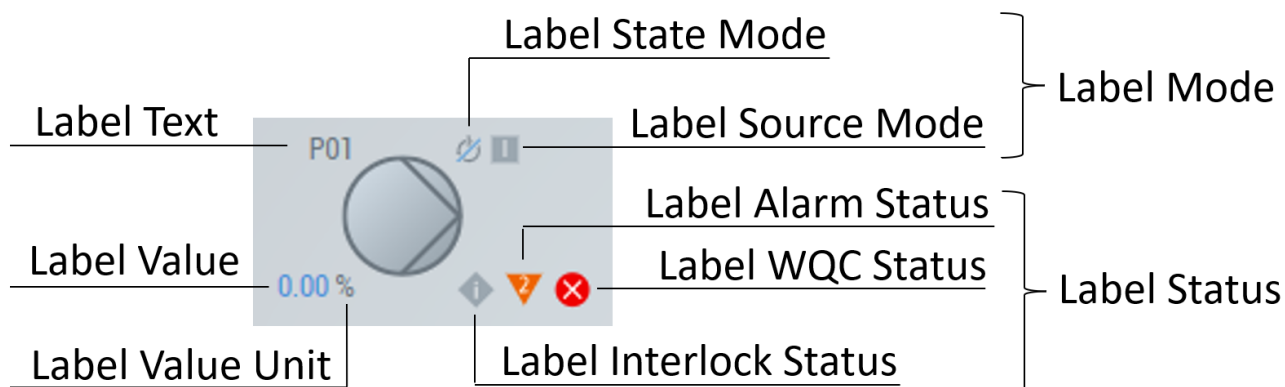 Label State Mode
Label Mode
Label Text
Label Source Mode
P01
I
Label Alarm Status
Label Value
Label WQC Status
0.00 %
i
2
Label Status
Label Value Unit
Label Interlock Status